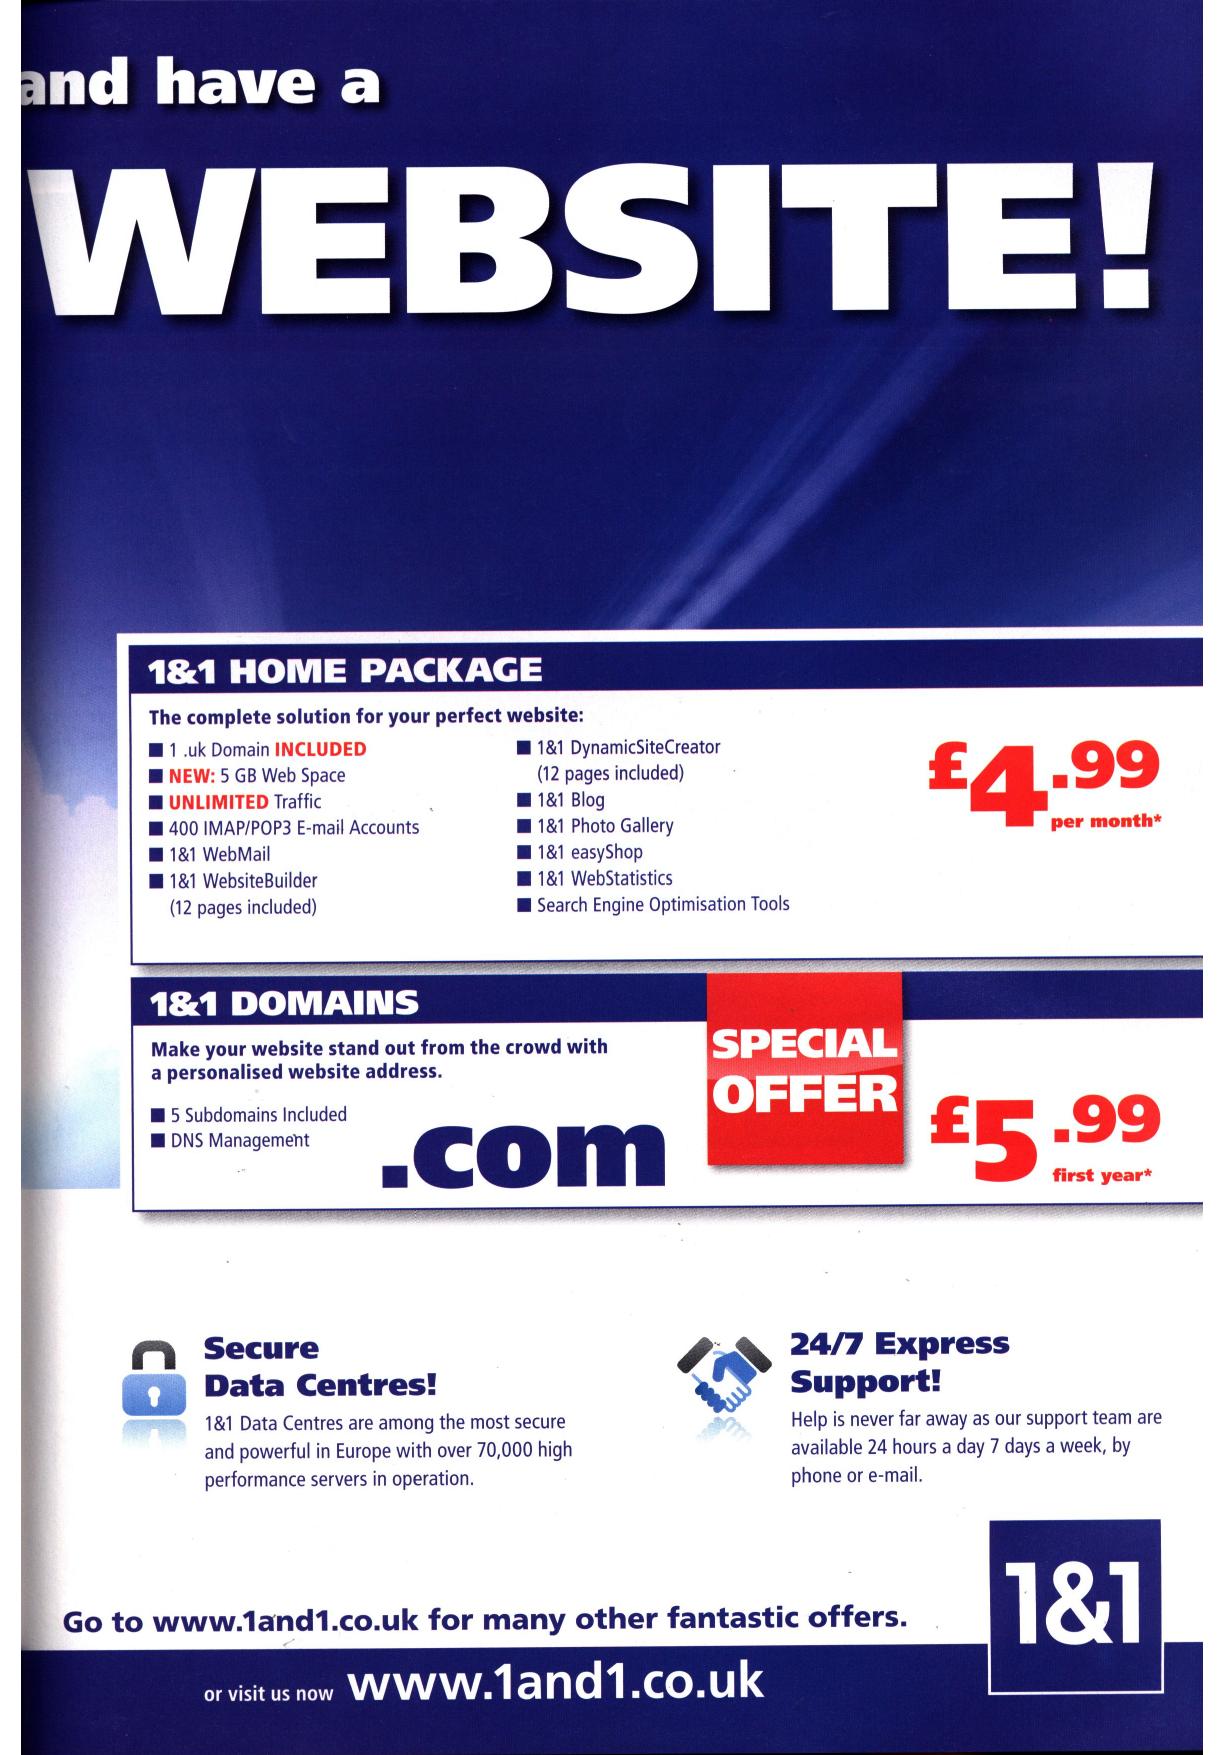 and have a
WEBSITE!
1&1 HOME PACKAGE
The complete solution for your perfect website:
■ 1 .uk Domain INCLUDED
■ NEW: 5 GB Web Space
■ UNLIMITED Traffic
■ 400 IMAP/POP3 E-mail Accounts
■ 1&1 WebMail
■ 1&1 WebsiteBuilder
(12 pages included)
■ 1&1 DynamicSiteCreator
(12 pages included)
■ 1&1 Blog
■ 1&1 Photo Gallery
■ 1&1 easyShop
■ 1&1 WebStatistics
■ Search Engine Optimisation Tools
£4.99
per month*
1&1 DOMAINS
Make your website stand out from the crowd with
a personalised website address.
■ 5 Subdomains Included
■ DNS Management
.com
SPECIAL
OFFER
£5.99
first year*
Secure
Data Centres!
1&1 Data Centres are among the most secure
and powerful in Europe with over 70,000 high
performance servers in operation.
24/7 Express
Support!
Help is never far away as our support team are
available 24 hours a day 7 days a week, by
phone or e-mail.
Go to www.1and1.co.uk for many other fantastic offers.
1&1
or visit us now www.1and1.co.uk